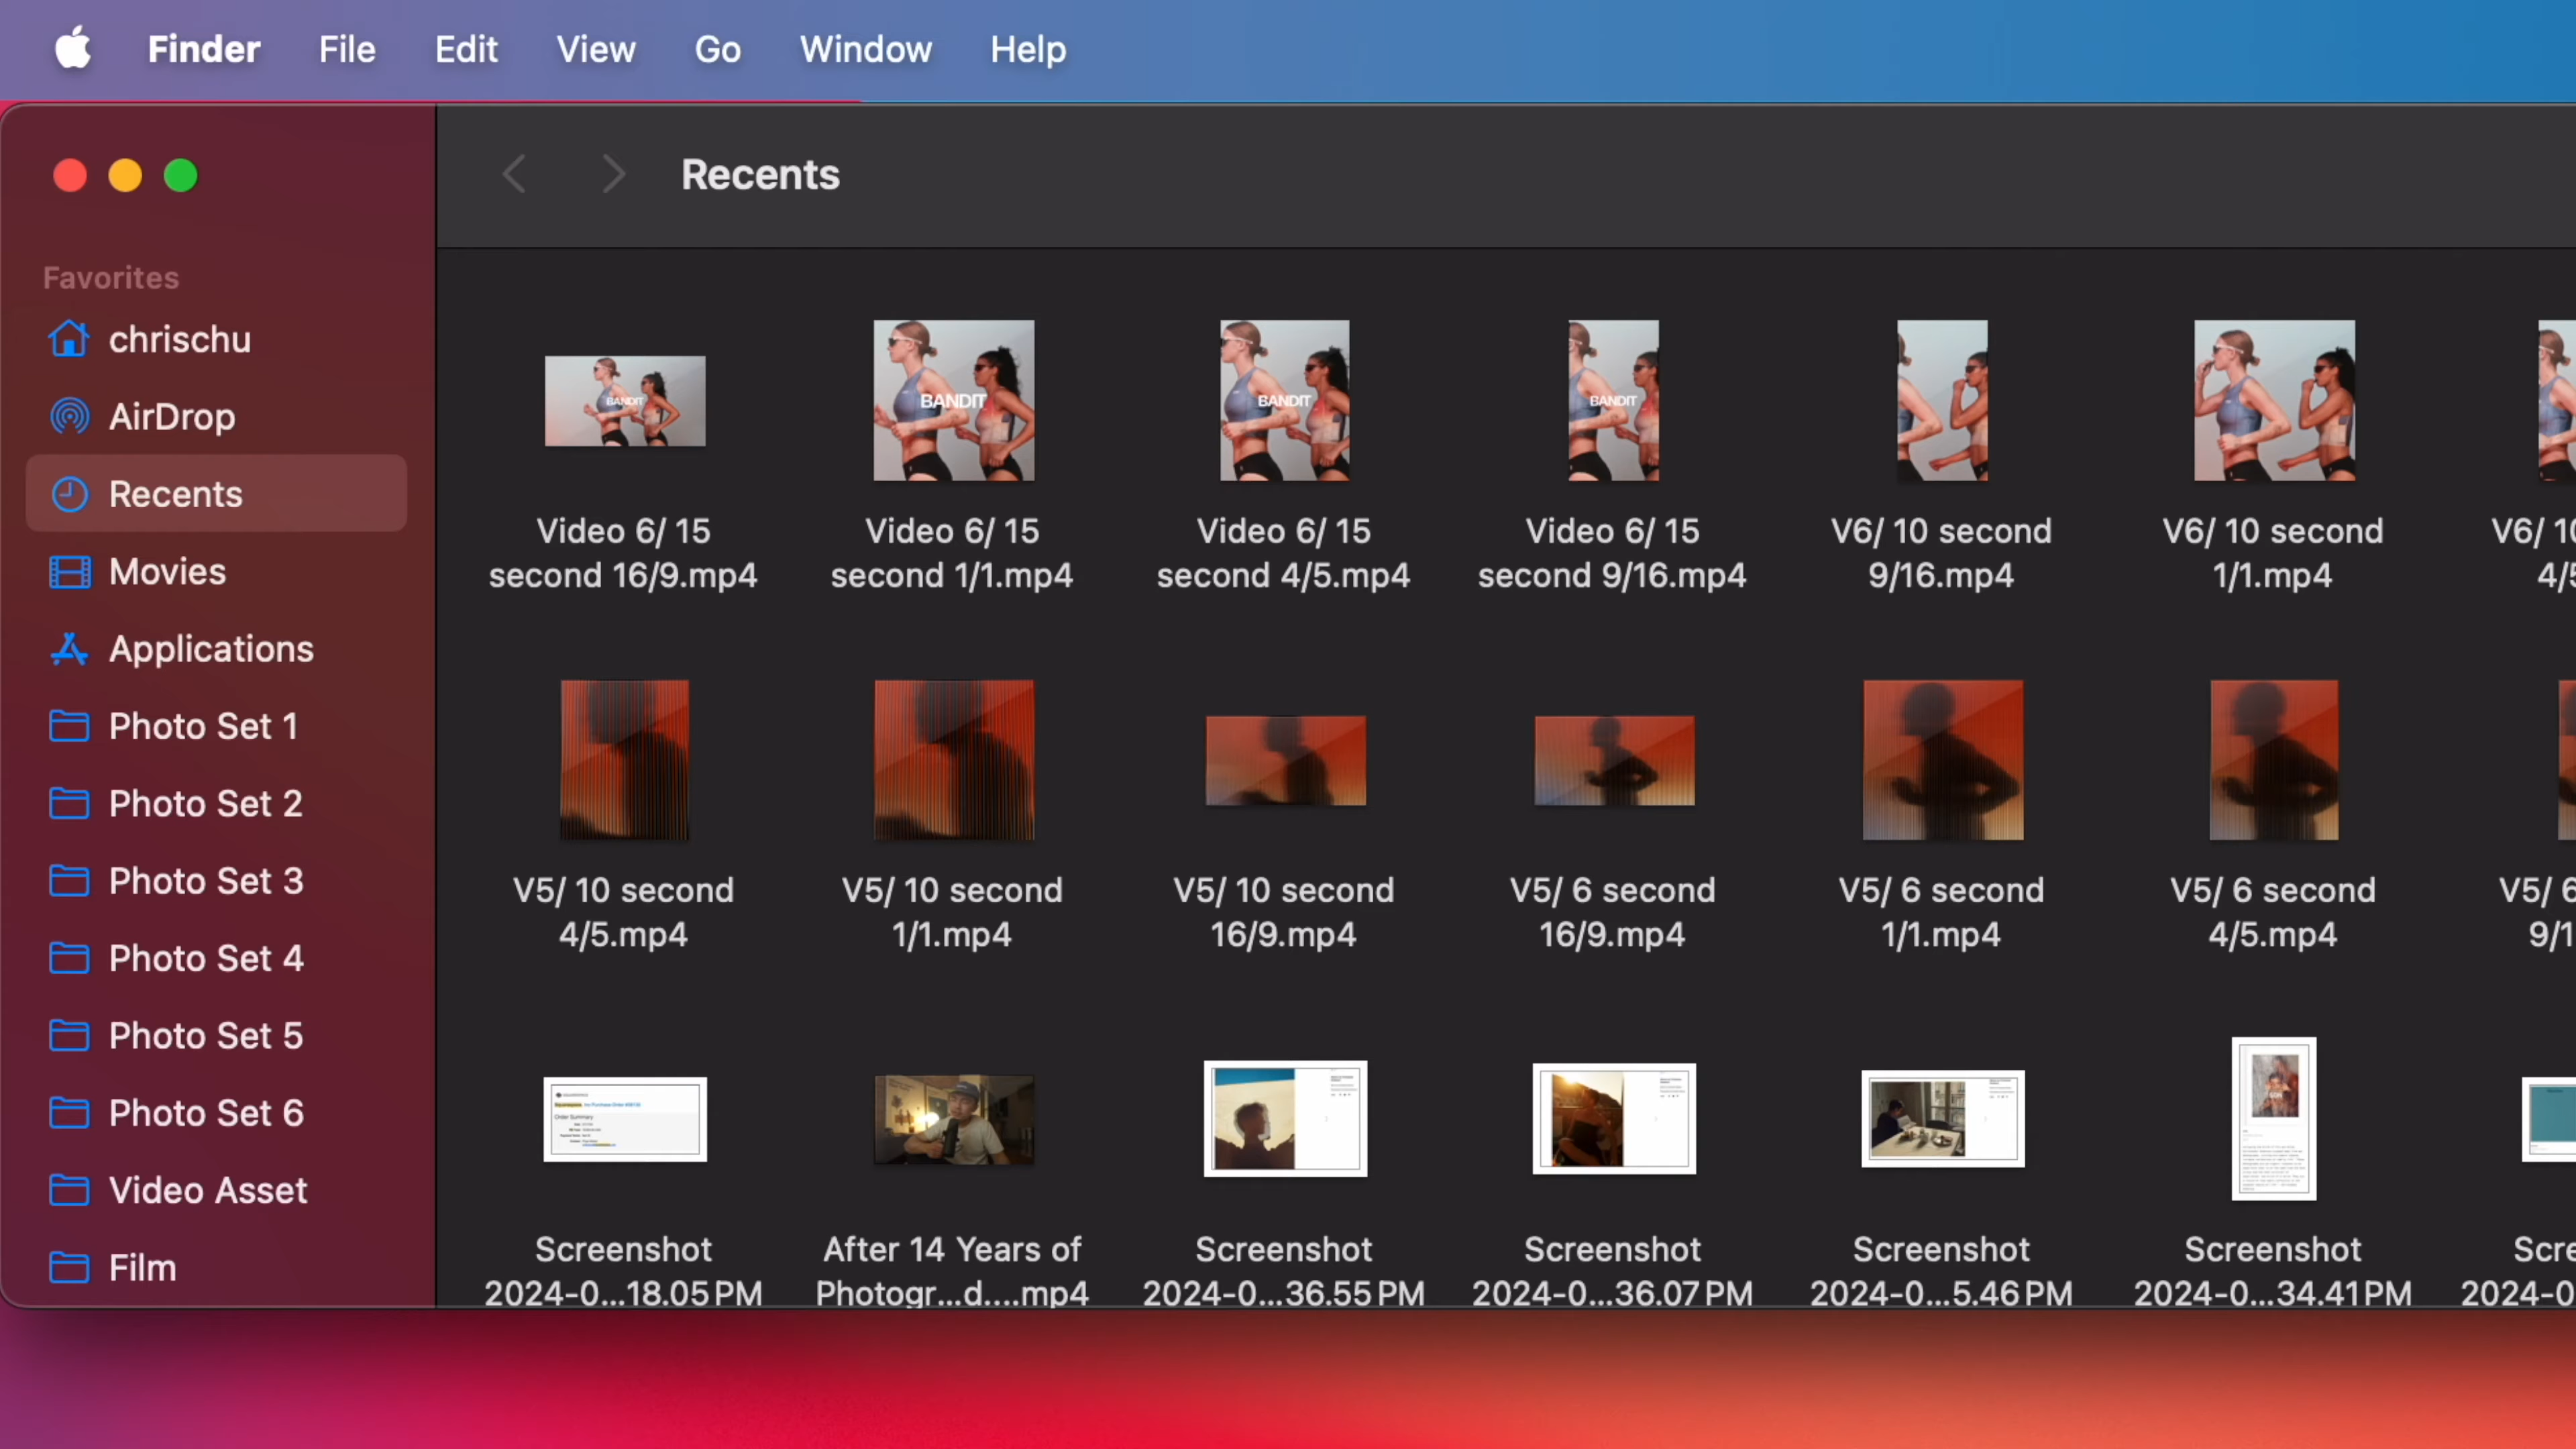 Finder File Edit View Go Window Help
Recents
Favorites
chrischu
AirDrop
Recents
Movies
Applications
Photo Set 1
Photo Set 2
Photo Set 3
Photo Set 4
Photo Set 5
Photo Set 6
Video Asset
Film
BANDIT
BANDIT
BANDIT
BANDIT
Video 6/ 15
second 16/9.mp4
Video 6/ 15
second 1/1.mp4
Video 6/ 15
second 4/5.mp4
Video 6/ 15
second 9/16.mp4
V6/ 10 second
9/16.mp4
V6/ 10 second
1/1.mp4
V5/ 10 second
4/5.mp4
V5/ 10 second
1/1.mp4
V5/ 10 second
16/9.mp4
V5/ 6 second
16/9.mp4
V5/ 6 second
1/1.mp4
V5/ 6 second
4/5.mp4
Order Summary
Screenshot
2024-0...18.05 PM
After 14 Years of
Photogr...d....mp4
Screenshot
2024-0...36.55 PM
Screenshot
2024-0...36.07 PM
Screenshot
2024-0...5.46 PM
Screenshot
2024-0...34.41 PM